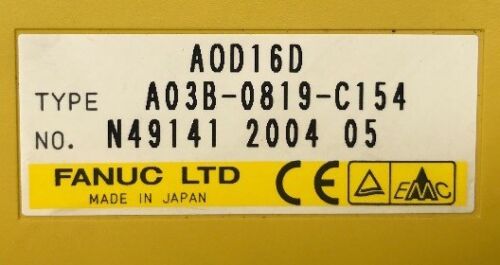 AOD16D
TYPE A03B-0819-C154
NO. N49141 2004 05
FANUC LTD
MADE IN JAPAN
CE
EMC